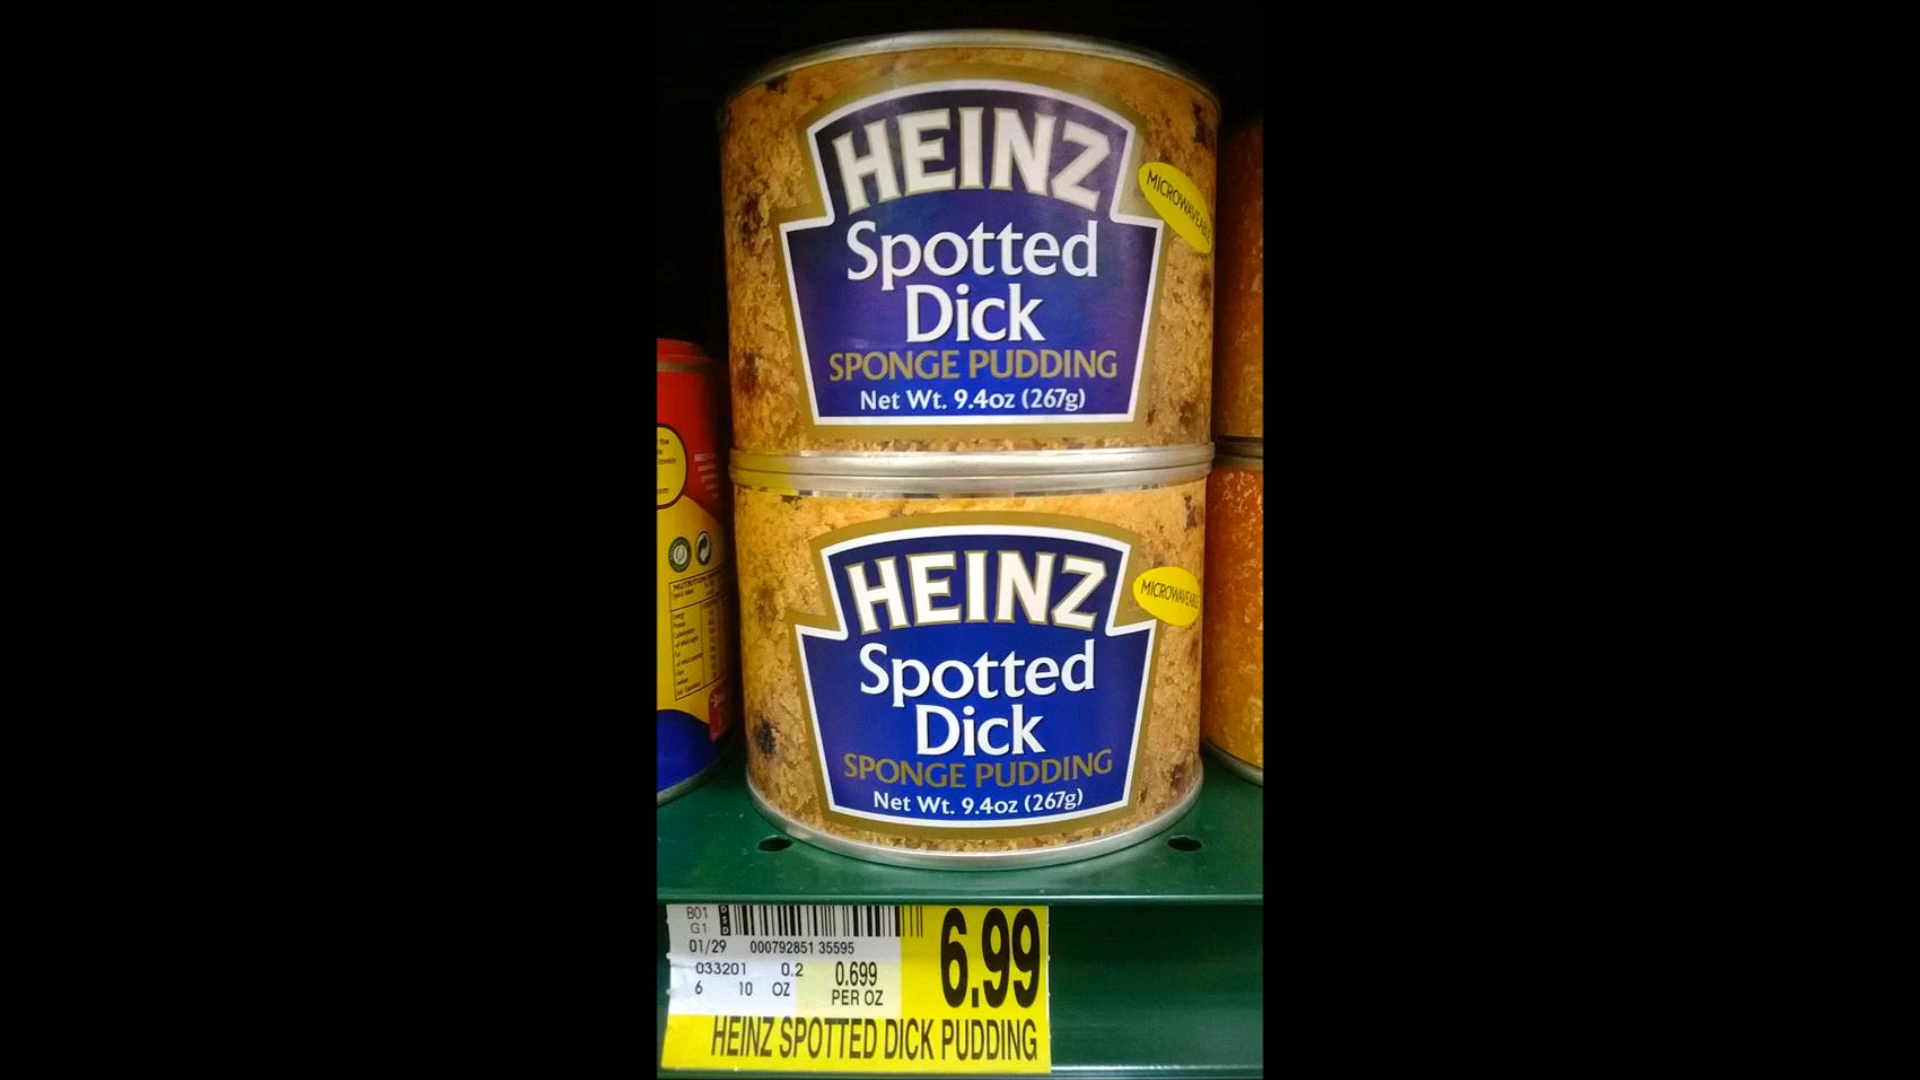 HEINZ
Spotted
Dick
SPONGE PUDDING
Net Wt. 9.4oz (267g)
MICROWAVEABLE
HEINZ
Spotted
Dick
SPONGE PUDDING
Net Wt. 9.4oz (267g)
MICROWAVEABLE
B01
G1
01/29 000792851 35595
033201 0.2
6 10 OZ
0.699
PER OZ
6.99
HEINZ SPOTTED DICK PUDDING